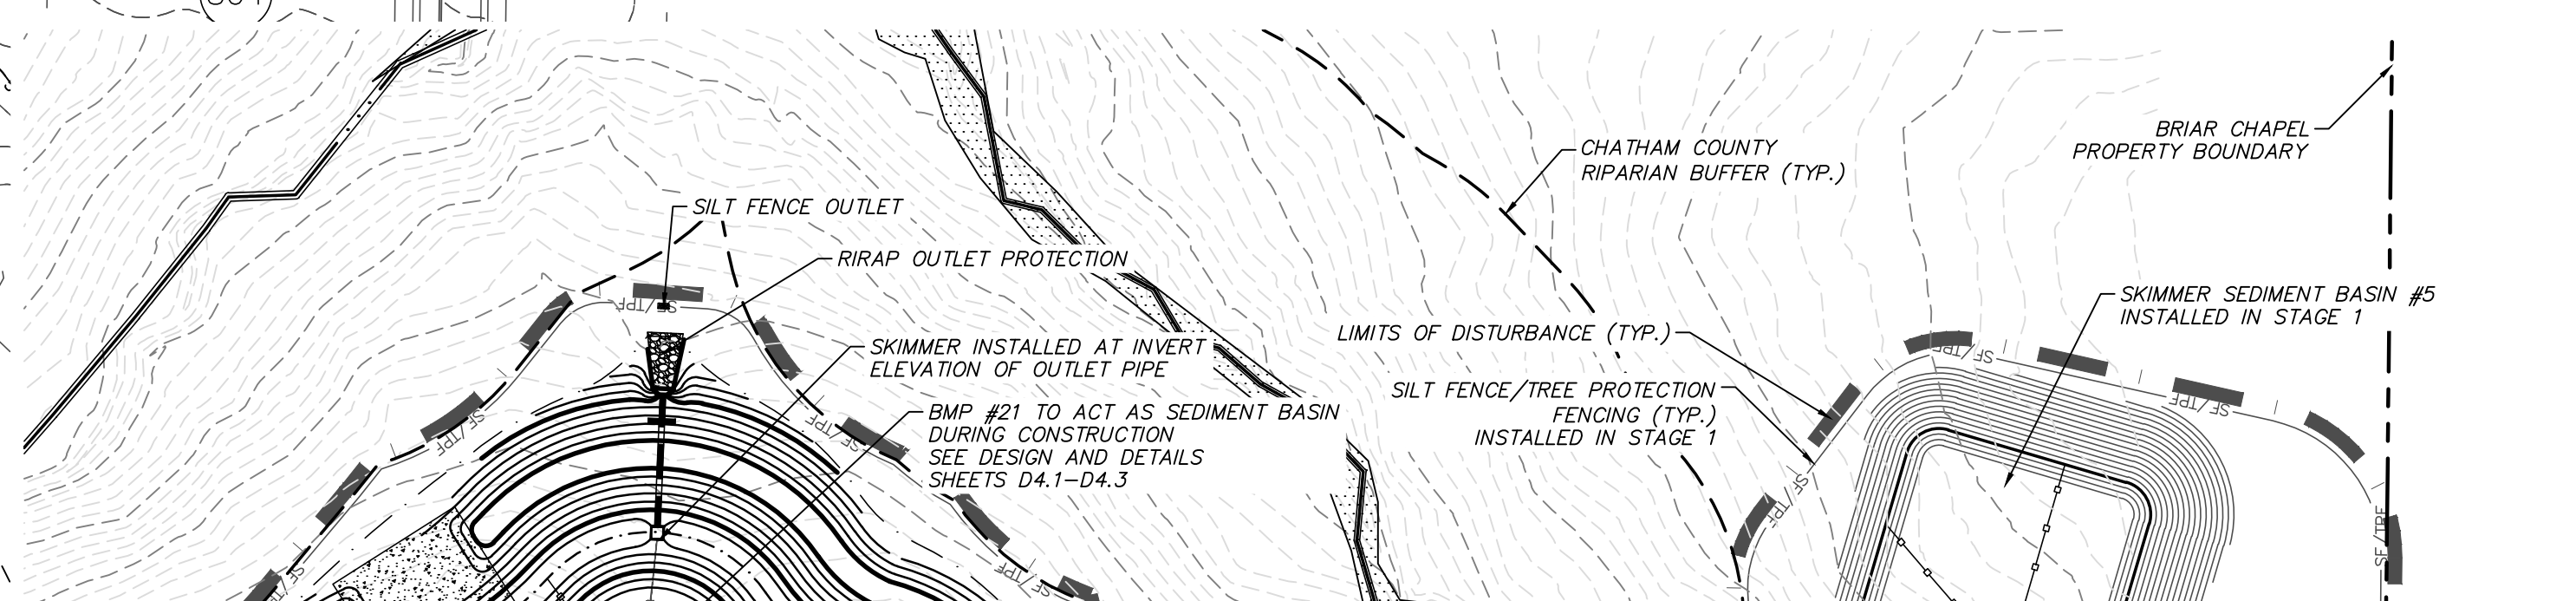 BRIAR CHAPEL
PROPERTY BOUNDARY
CHATHAM COUNTY
RIPARIAN BUFFER (TYP.)
SILT FENCE OUTLET
RIRAP OUTLET PROTECTION
SKIMMER SEDIMENT BASIN #5
INSTALLED IN STAGE 1
LIMITS OF DISTURBANCE (TYP.)
SKIMMER INSTALLED AT INVERT
ELEVATION OF OUTLET PIPE
SILT FENCE/TREE PROTECTION
FENCING (TYP.)
INSTALLED IN STAGE 1
BMP #21 TO ACT AS SEDIMENT BASIN
DURING CONSTRUCTION
SEE DESIGN AND DETAILS
SHEETS D4.1-D4.3
SF/TPF
SF/TPF
SF/TPF
SF/TPF
SF/TPF
SF/TPF
SF/TPF
SF/TPF